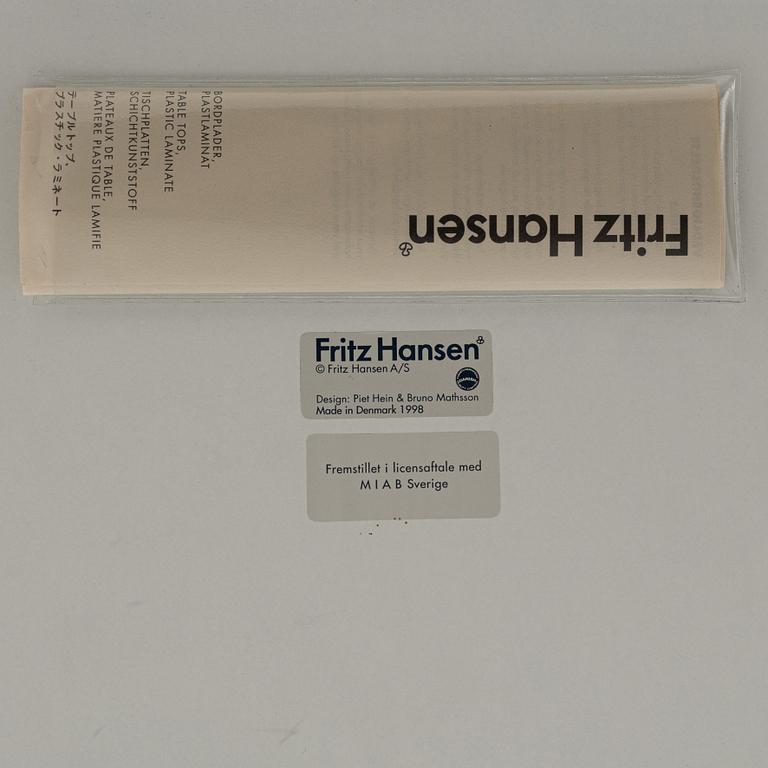 Fritz Hansen
BORDPLADER,
PLASTLAMINAT
TABLE TOPS,
PLASTIC LAMINATE
TISCHPLATTEN,
SCHICHTKUNSTSTOFF
PLATEAUX DE TABLE,
MATIERE PLASTIQUE LAMIFIE
テーブルトップ、
プラスチック・ラミネート
Fritz Hansen
© Fritz Hansen A/S
Design: Piet Hein & Bruno Mathsson
Made in Denmark 1998
Fremstillet i licensaftale med
M I A B Sverige